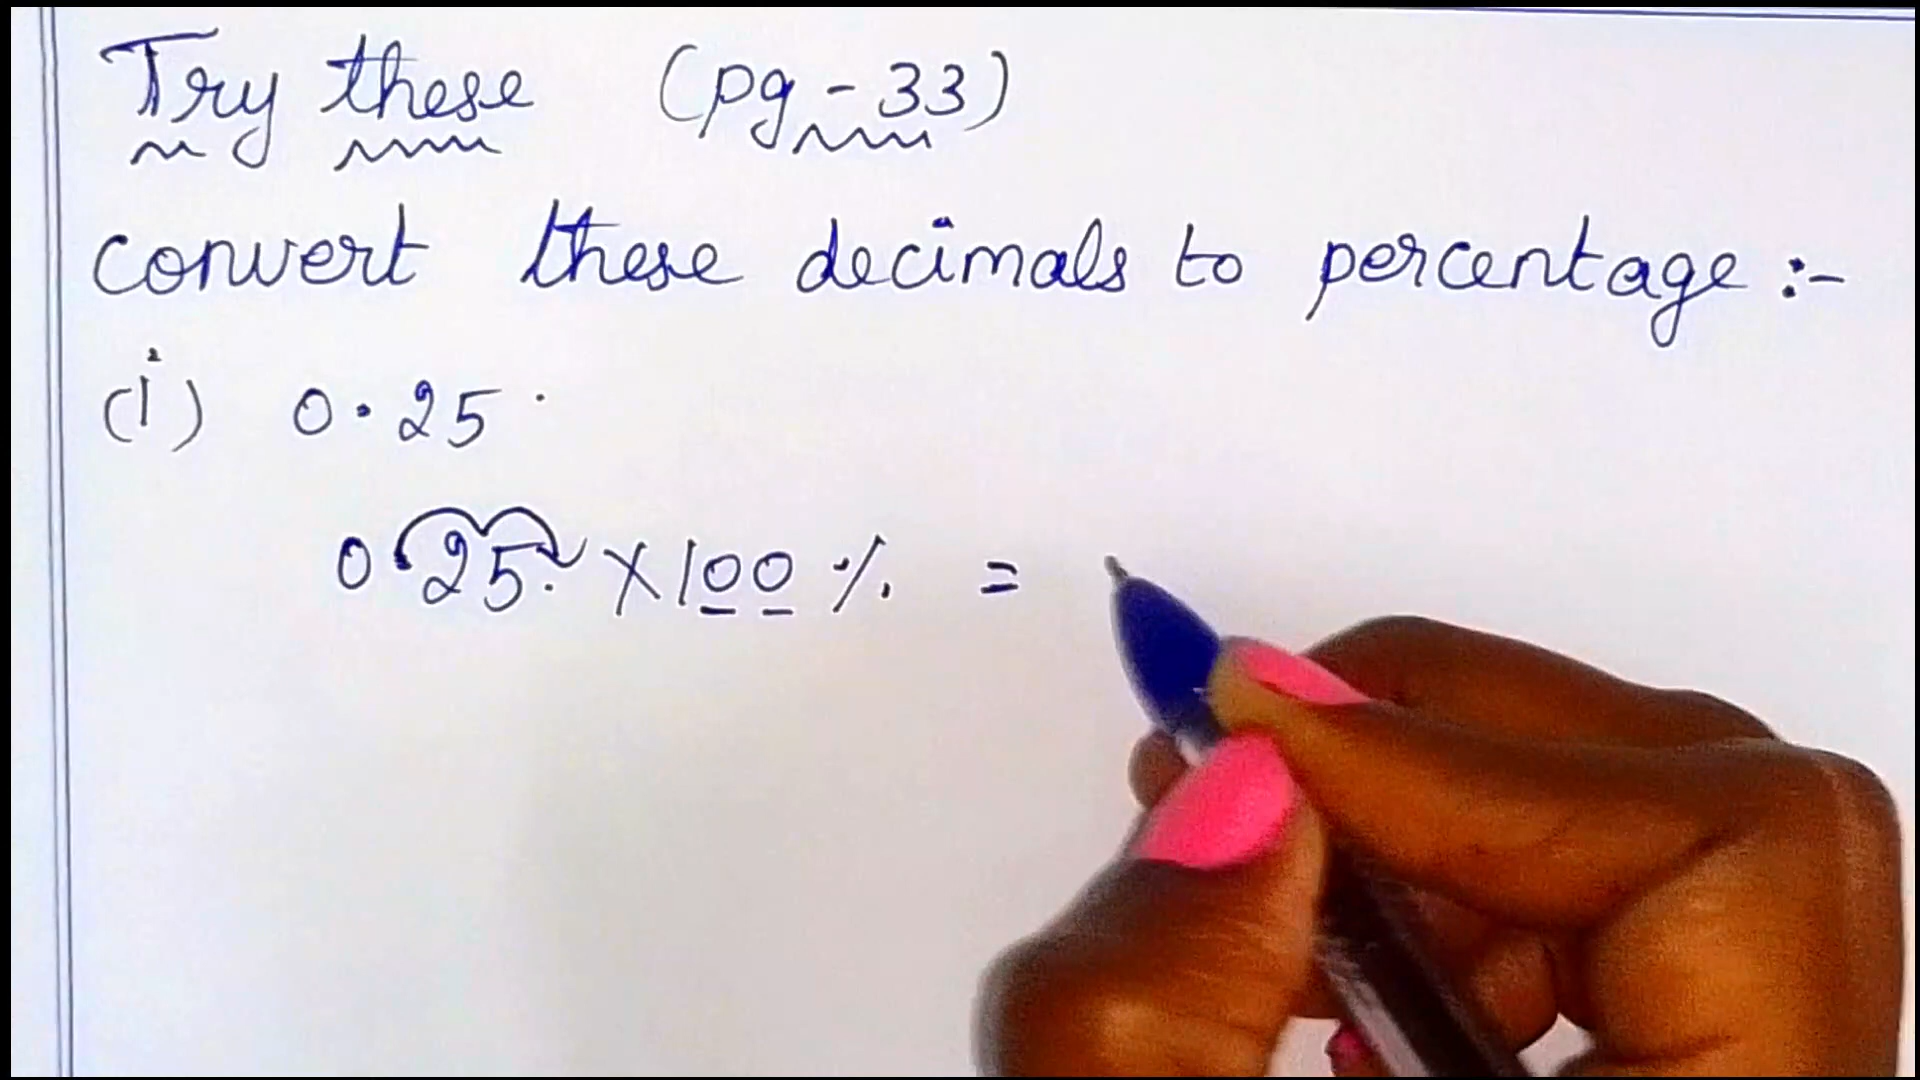 Try these (pg-33)
convert these decimals to percentage :-
(i) 0.25
0.25. X 100 % =